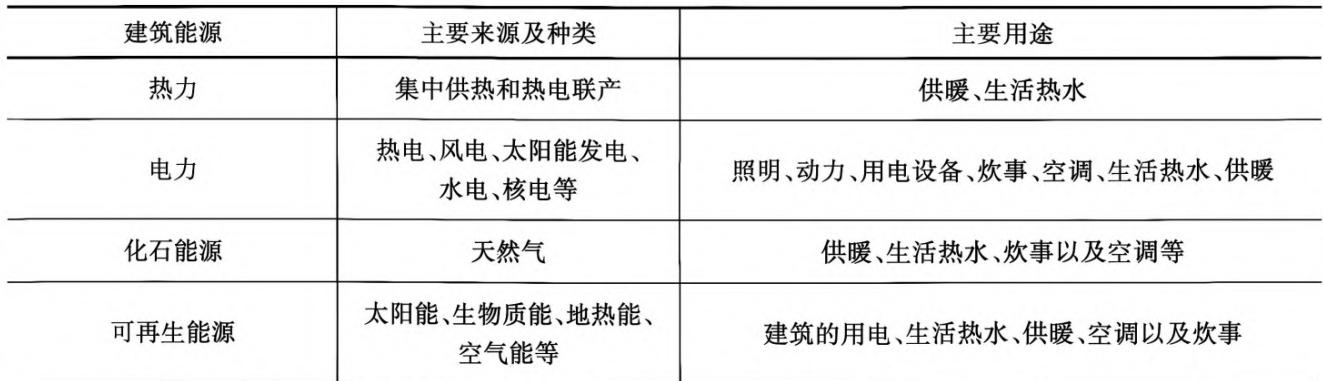 建筑能源 主要来源及种类 主要用途
热力 集中供热和热电联产 供暖、生活热水
电力 热电、风电、太阳能发电、
水电、核电等 照明、动力、用电设备、炊事、空调、生活热水、供暖
化石能源 天然气 供暖、生活热水、炊事以及空调等
可再生能源 太阳能、生物质能、地热能、
空气能等 建筑的用电、生活热水、供暖、空调以及炊事